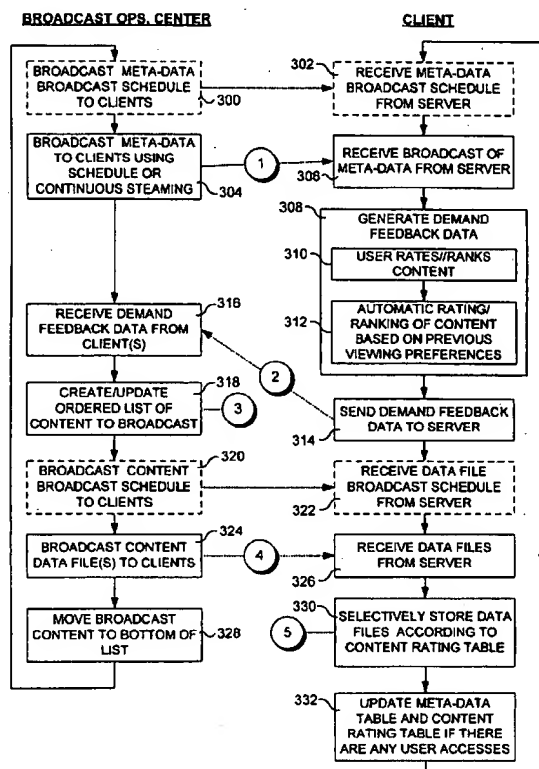 BROADCAST OPS. CENTER
CLIENT
BROADCAST META-DATA
BROADCAST SCHEDULE
TO CLIENTS
300
302
RECEIVE META-DATA
BROADCAST SCHEDULE
FROM SERVER
BROADCAST META-DATA
TO CLIENTS USING
SCHEDULE OR
CONTINUOUS STEAMING
304
1
RECEIVE BROADCAST OF
META-DATA FROM SERVER
306
308
GENERATE DEMAND
FEEDBACK DATA
310
USER RATES//RANKS
CONTENT
312
AUTOMATIC RATING/
RANKING OF CONTENT
BASED ON PREVIOUS
VIEWING PREFERENCES
316
RECEIVE DEMAND
FEEDBACK DATA FROM
CLIENT(S)
2
318
CREATE/UPDATE
ORDERED LIST OF
CONTENT TO BROADCAST
3
SEND DEMAND FEEDBACK
DATA TO SERVER
314
320
BROADCAST CONTENT
BROADCAST SCHEDULE
TO CLIENTS
RECEIVE DATA FILE
BROADCAST SCHEDULE
FROM SERVER
322
324
BROADCAST CONTENT
DATA FILE(S) TO CLIENTS
4
RECEIVE DATA FILES
FROM SERVER
326
MOVE BROADCAST
CONTENT TO BOTTOM OF
LIST
328
330
SELECTIVELY STORE DATA
FILES ACCORDING TO
CONTENT RATING TABLE
5
332
UPDATE META-DATA
TABLE AND CONTENT
RATING TABLE IF THERE
ARE ANY USER ACCESSES